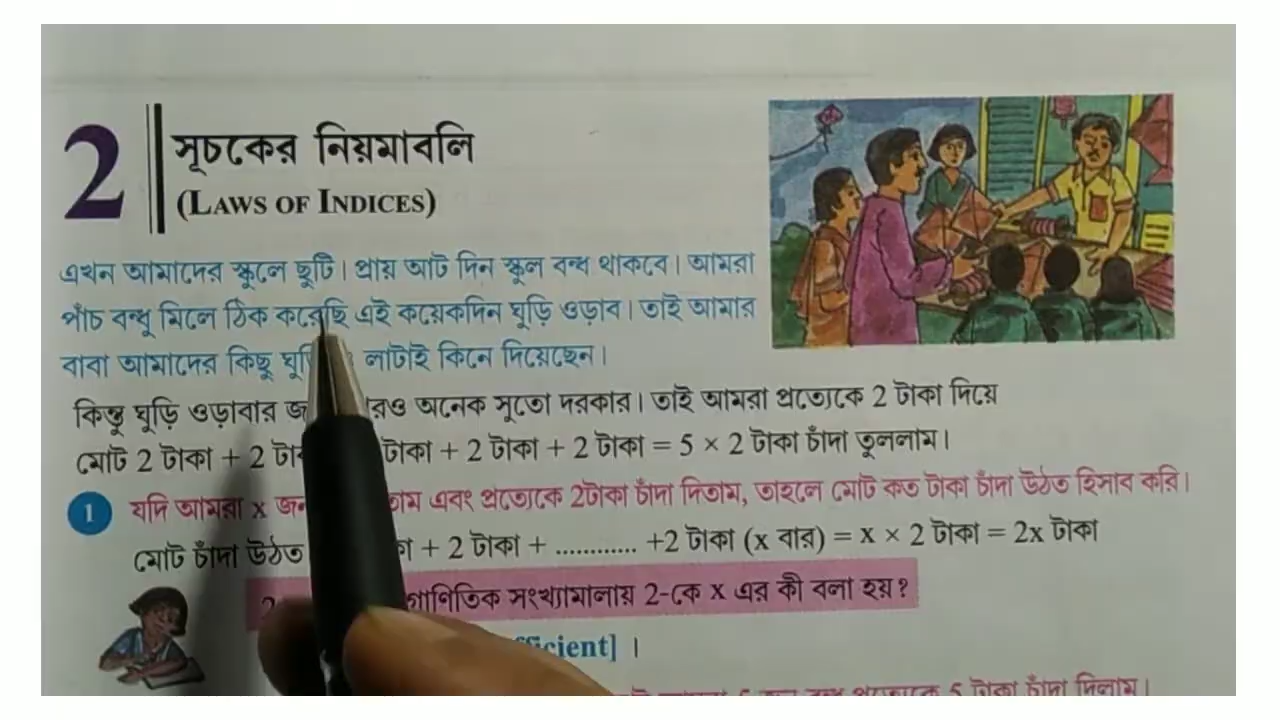 2
সূচকের নিয়মাবলি
(LAWS OF INDICES)
এখন আমাদের স্কুলে ছুটি। প্রায় আট দিন স্কুল বন্ধ থাকবে। আমরা
পাঁচ বন্ধু মিলে ঠিক করেছি এই কয়েকদিন ঘুড়ি ওড়াব। তাই আমার
বাবা আমাদের কিছু লাটাই কিনে দিয়েছেন।
কিন্তু ঘুড়ি ওড়াবার অনেক সুতো দরকার। তাই আমরা প্রত্যেকে 2 টাকা দিয়ে
মোট 2 টাকা + 2 টাকা + 2 টাকা + 2 টাকা = 5 × 2 টাকা চাঁদা তুললাম।
1 যদি আমরা x এবং প্রত্যেকে 2টাকা চাঁদা দিতাম, তাহলে মোট কত টাকা চাঁদা উঠত হিসাব করি।
মোট চাঁদা উঠত + 2 টাকা + ............ +2 টাকা (x বার) = x × 2 টাকা = 2x টাকা
সংখ্যামালায় 2-কে x এর কী বলা হয়?
প্রত্যেকে 5 টাকা চাঁদা দিলাম।